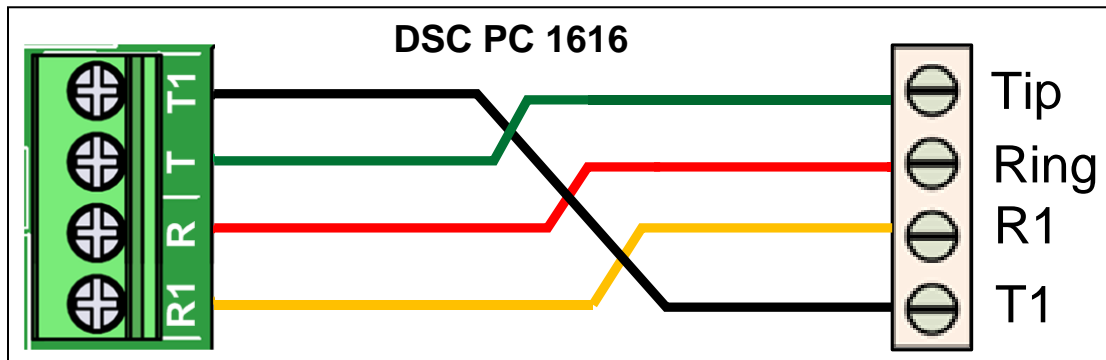 DSC PC 1616
T1
T
R
R1
Tip
Ring
R1
T1